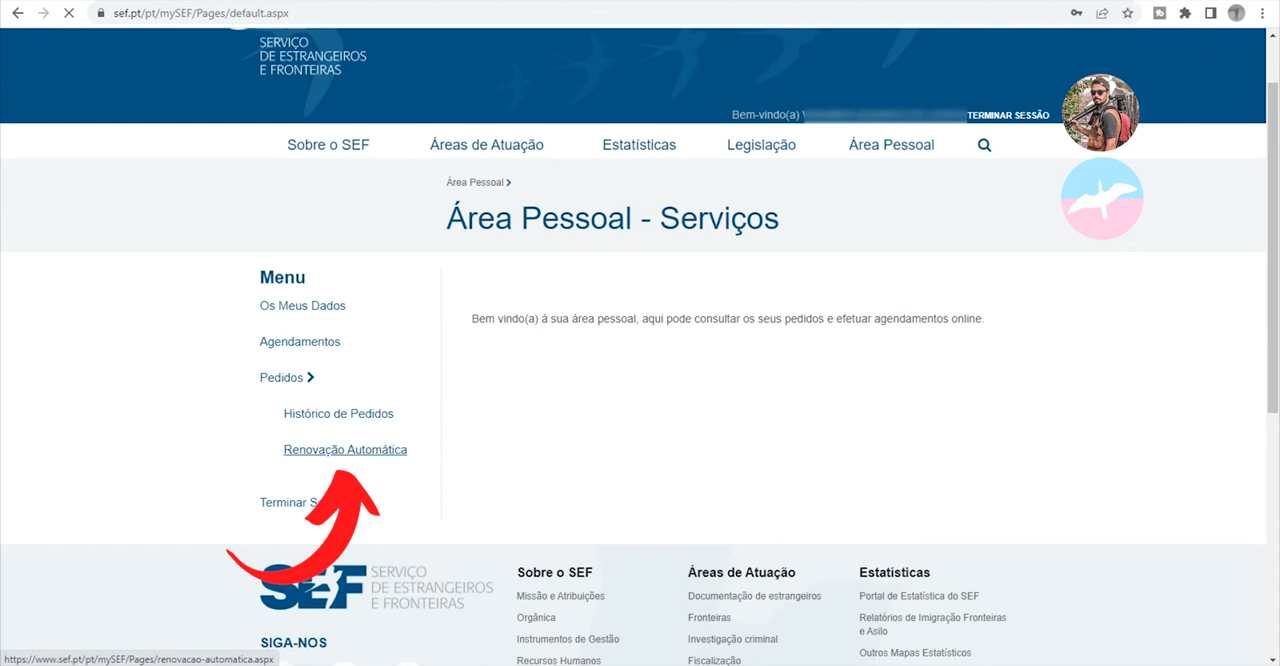 sef.pt/pt/mySEF/Pages/default.aspx
SERVIÇO
DE ESTRANGEIROS
E FRONTEIRAS
Bem-vindo(a)
TERMINAR SESSÃO
Sobre o SEF
Áreas de Atuação
Estatísticas
Legislação
Área Pessoal
Área Pessoal
Área Pessoal - Serviços
Menu
Os Meus Dados
Agendamentos
Pedidos
Histórico de Pedidos
Renovação Automática
Terminar
Bem vindo(a) à sua área pessoal, aqui pode consultar os seus pedidos e efetuar agendamentos online.
SEF
SERVIÇO
DE ESTRANGEIROS
E FRONTEIRAS
SIGA-NOS
Sobre o SEF
Missão e Atribuições
Orgânica
Instrumentos de Gestão
Recursos Humanos
Áreas de Atuação
Documentação de estrangeiros
Fronteiras
Investigação criminal
Fiscalização
Estatísticas
Portal de Estatística do SEF
Relatórios de Imigração Fronteiras
e Asilo
Outros Mapas Estatísticos
https://www.sef.pt/pt/mySEF/Pages/renovacao-automatica.aspx